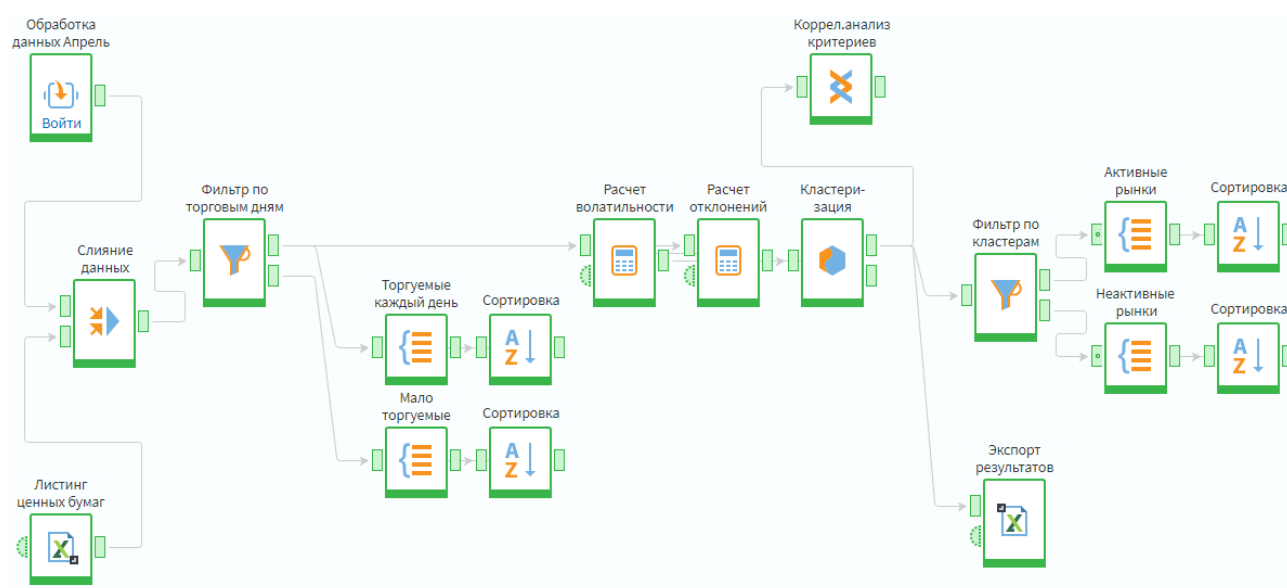 Обработка
данных Апрель
Войти
Коррел.анализ
критериев
Фильтр по
торговым дням
Слияние
данных
Расчет
волатильности
Расчет
отклонений
Кластери-
зация
Активные
рынки
Сортировка
A
Z
Фильтр по
кластерам
Торгуемые
каждый день
Сортировка
A
Z
Неактивные
рынки
Сортировка
A
Z
Мало
торгуемые
Сортировка
A
Z
Листинг
ценных бумаг
X
Экспорт
результатов
X